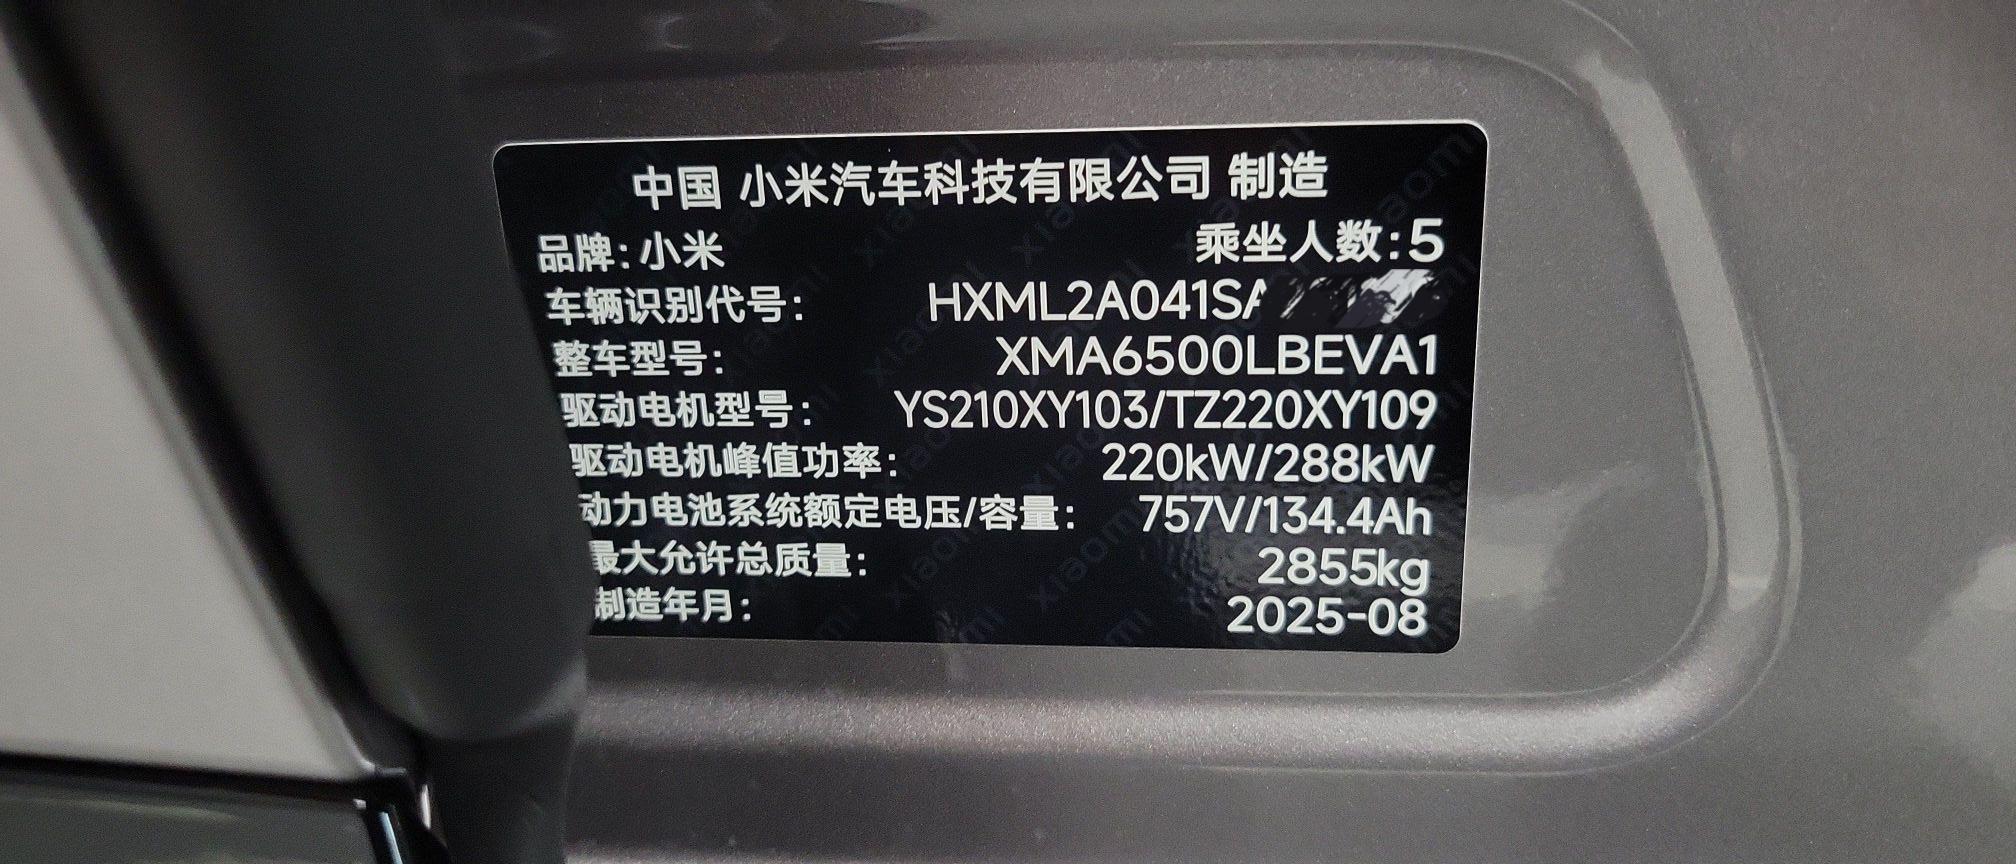 中国 小米汽车科技有限公司 制造
品牌:小米 乘坐人数:5
车辆识别代号: HXML2A041SA
整车型号: XMA6500LBEVA1
驱动电机型号: YS210XY103/TZ220XY109
驱动电机峰值功率: 220kW/288kW
动力电池系统额定电压/容量: 757V/134.4Ah
最大允许总质量: 2855kg
制造年月: 2025-08